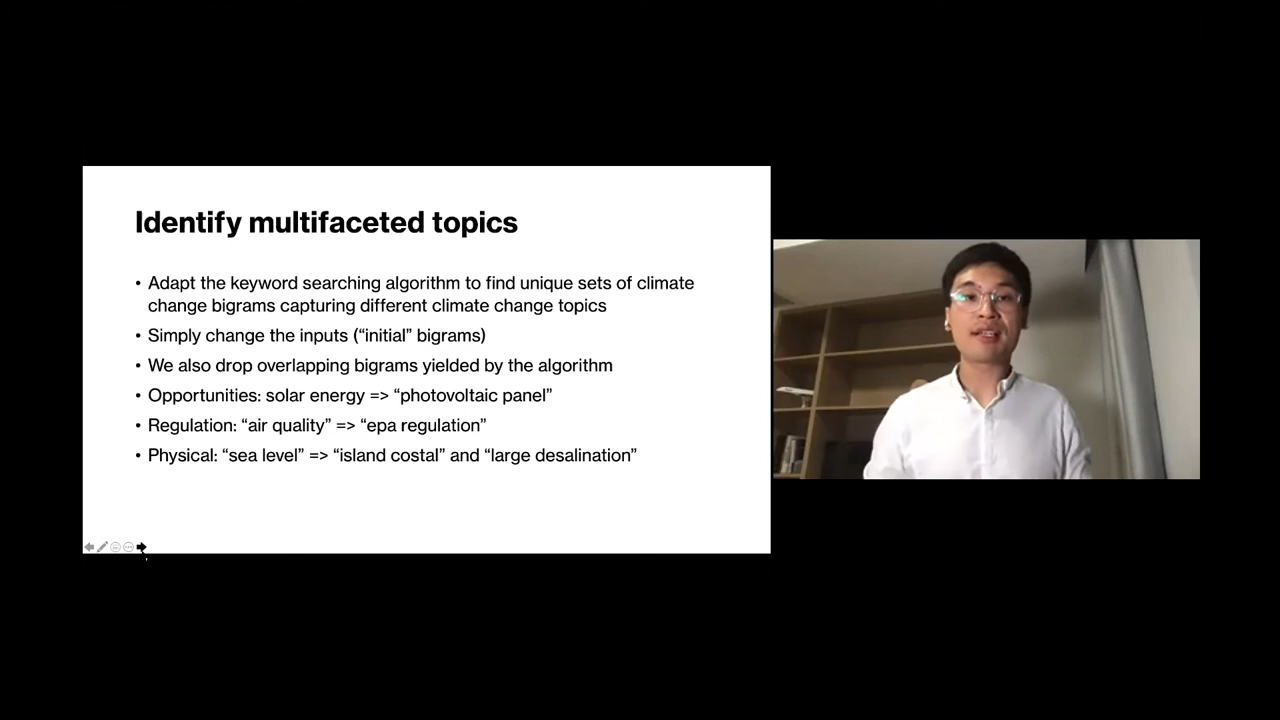 Identify multifaceted topics
• Adapt the keyword searching algorithm to find unique sets of climate
change bigrams capturing different climate change topics
• Simply change the inputs (“initial” bigrams)
• We also drop overlapping bigrams yielded by the algorithm
• Opportunities: solar energy => “photovoltaic panel”
• Regulation: “air quality” => “epa regulation”
• Physical: “sea level” => “island costal” and “large desalination”